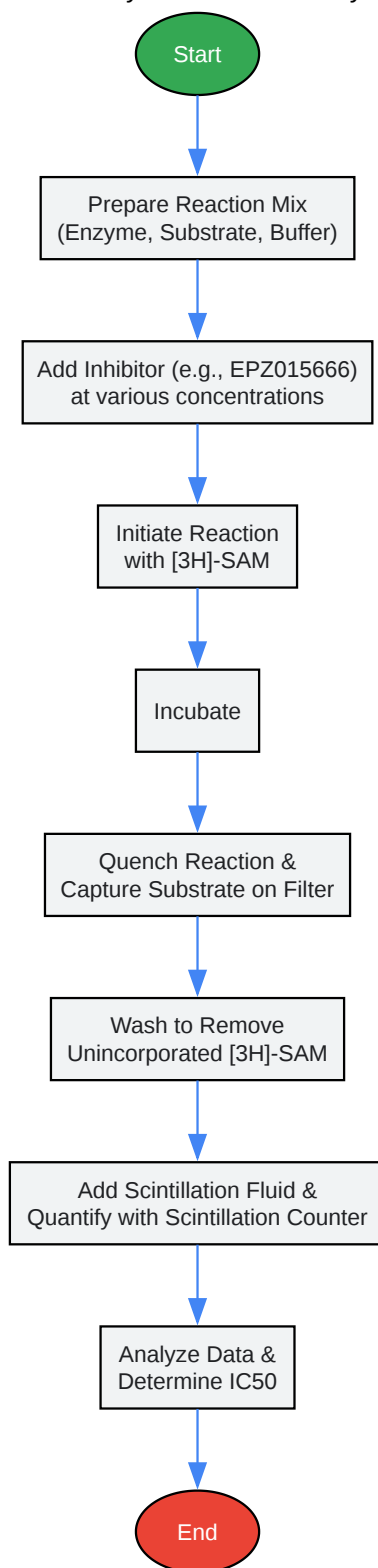 Start
Prepare Reaction Mix
(Enzyme, Substrate, Buffer)
Add Inhibitor (e.g., EPZ015666)
at various concentrations
Initiate Reaction
with [3H]-SAM
Incubate
Quench Reaction &
Capture Substrate on Filter
Wash to Remove
Unincorporated [3H]-SAM
Add Scintillation Fluid &
Quantify with Scintillation Counter
Analyze Data &
Determine IC50
End